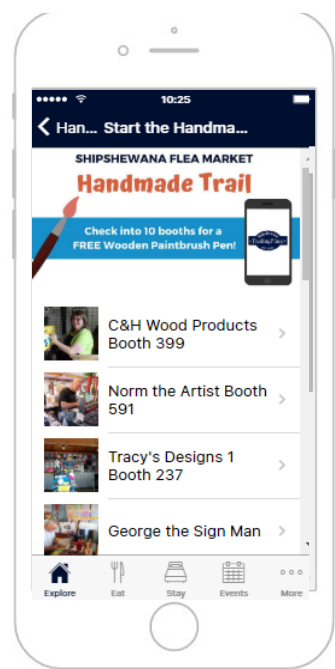 10:25
Han... Start the Handma...
SHIPSHEWANA FLEA MARKET
Handmade Trail
Check into 10 booths for a
FREE Wooden Paintbrush Pen!
Trading Place
C&H Wood Products
Booth 399
Norm the Artist Booth
591
Tracy's Designs 1
Booth 237
George the Sign Man
Explore
Eat
Stay
Events
More